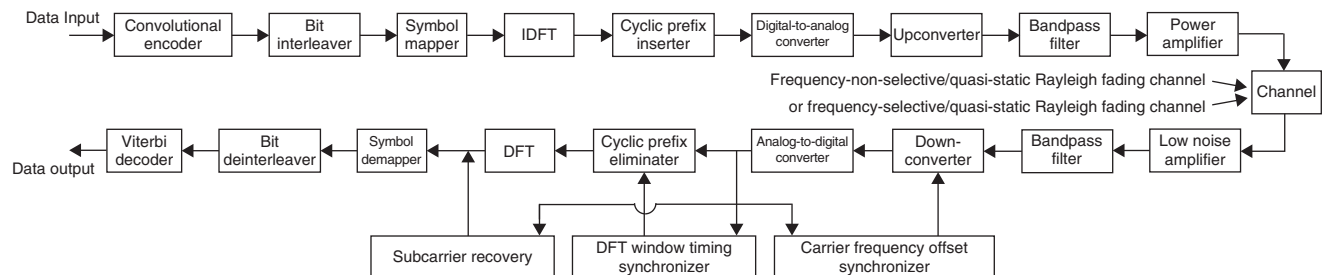 Data Input
Convolutional
encoder
Bit
interleaver
Symbol
mapper
IDFT
Cyclic prefix
inserter
Digital-to-analog
converter
Upconverter
Bandpass
filter
Power
amplifier
Frequency-non-selective/quasi-static Rayleigh fading channel
or frequency-selective/quasi-static Rayleigh fading channel
Channel
Viterbi
decoder
Bit
deinterleaver
Symbol
demapper
DFT
Cyclic prefix
eliminater
Analog-to-digital
converter
Down-
converter
Bandpass
filter
Low noise
amplifier
Data output
Subcarrier recovery
DFT window timing
synchronizer
Carrier frequency offset
synchronizer